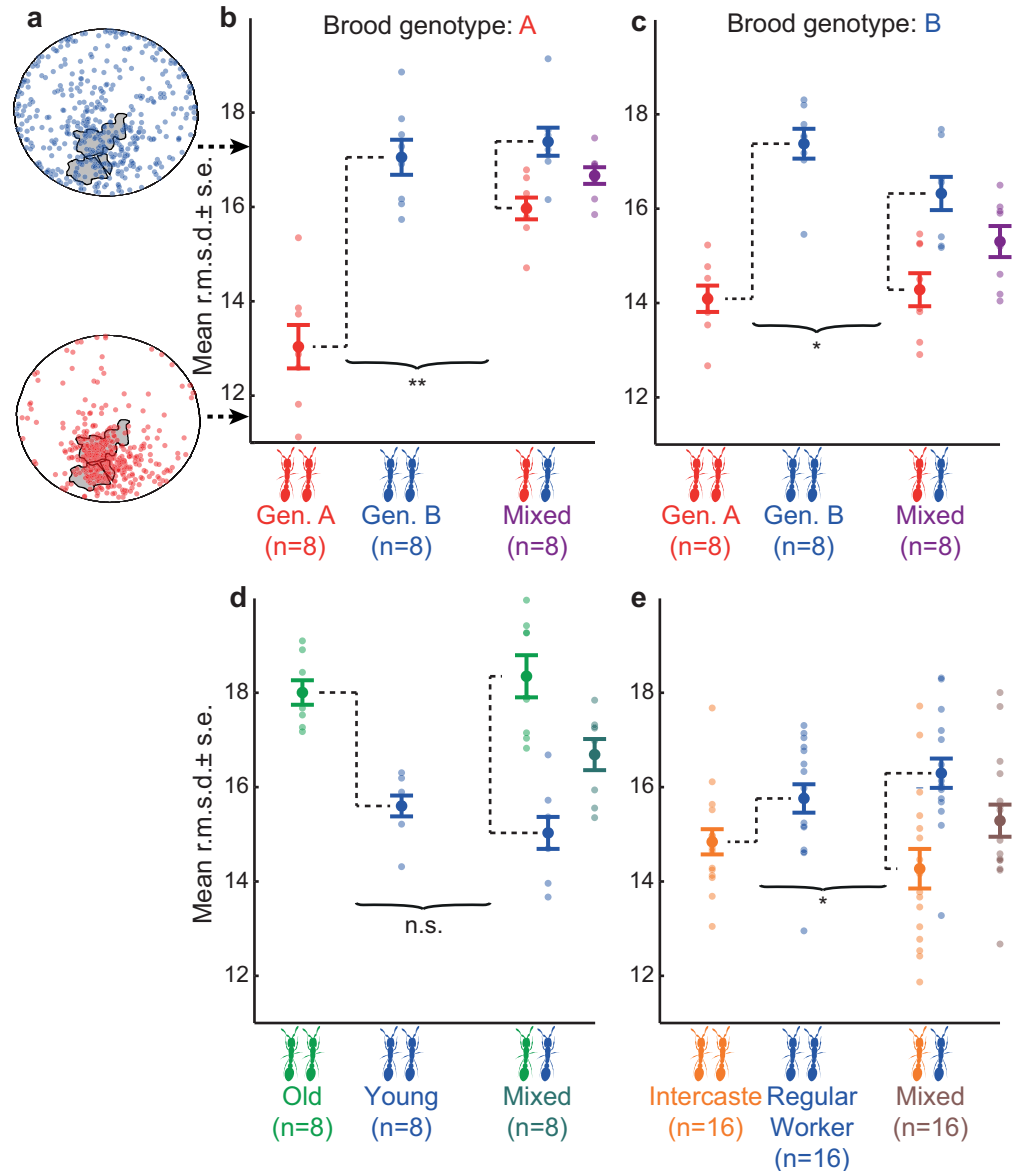 a
b
Brood genotype: A
c
Brood genotype: B
Mean r.m.s.d.± s.e.
18
16
14
12
**
Gen. A
(n=8)
Gen. B
(n=8)
Mixed
(n=8)
18
16
14
12
*
Gen. A
(n=8)
Gen. B
(n=8)
Mixed
(n=8)
d
Mean r.m.s.d.± s.e.
18
16
14
12
n.s.
Old
(n=8)
Young
(n=8)
Mixed
(n=8)
e
18
16
14
12
*
Intercaste
(n=16)
Regular
Worker
(n=16)
Mixed
(n=16)